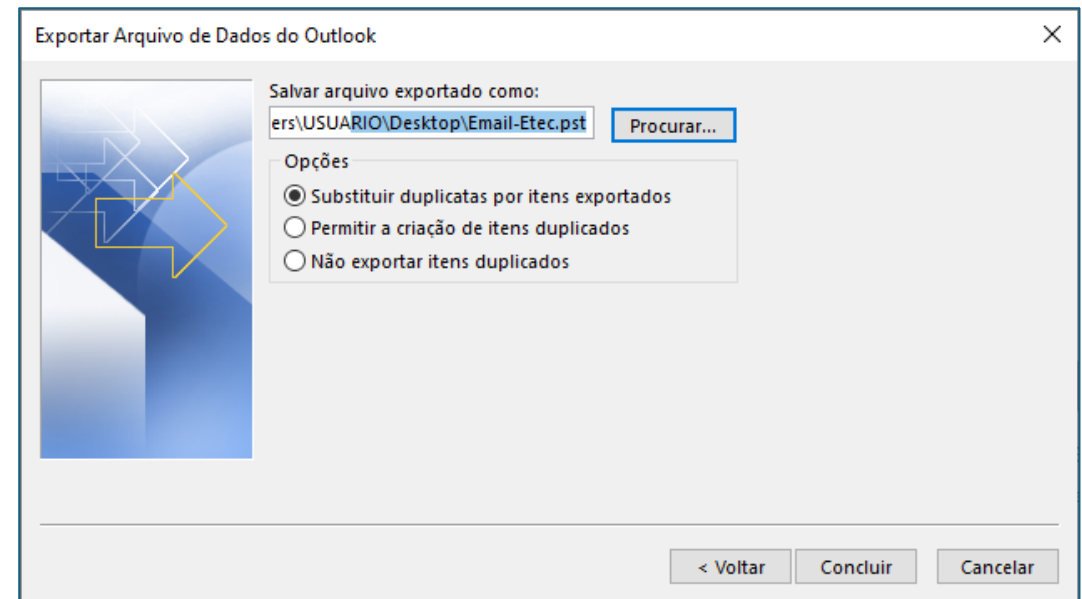 Exportar Arquivo de Dados do Outlook
Salvar arquivo exportado como:
ers\USUARIO\Desktop\Email-Etec.pst
Procurar...
Opções
Substituir duplicatas por itens exportados
Permitir a criação de itens duplicados
Não exportar itens duplicados
< Voltar
Concluir
Cancelar